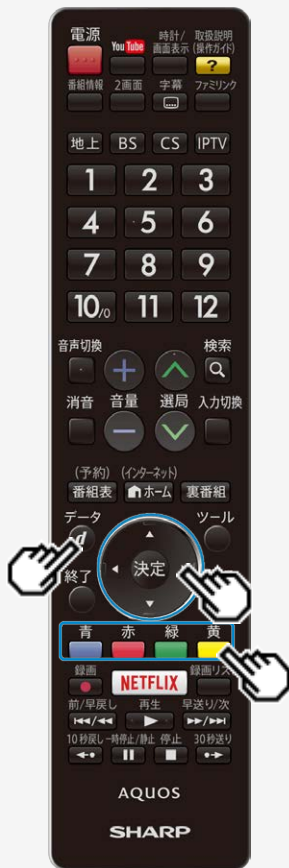 電源
YouTube
時計/
画面表示
取扱説明
(操作ガイド)
?
番組情報 2画面 字幕 ファミリンク
地上 BS CS IPTV
1 2 3
4 5 6
7 8 9
10/0 11 12
音声切換 検索
+
消音 音量 選局 入力切換
−
(予約) (インターネット)
番組表 ホーム 裏番組
データ ツール
d
決定
終了
青 赤 緑 黄
録画 NETFLIX 録画リスト
前/早戻し 再生 早送り/次
10秒戻し 一時停止/静止 停止 30秒送り
AQUOS
SHARP